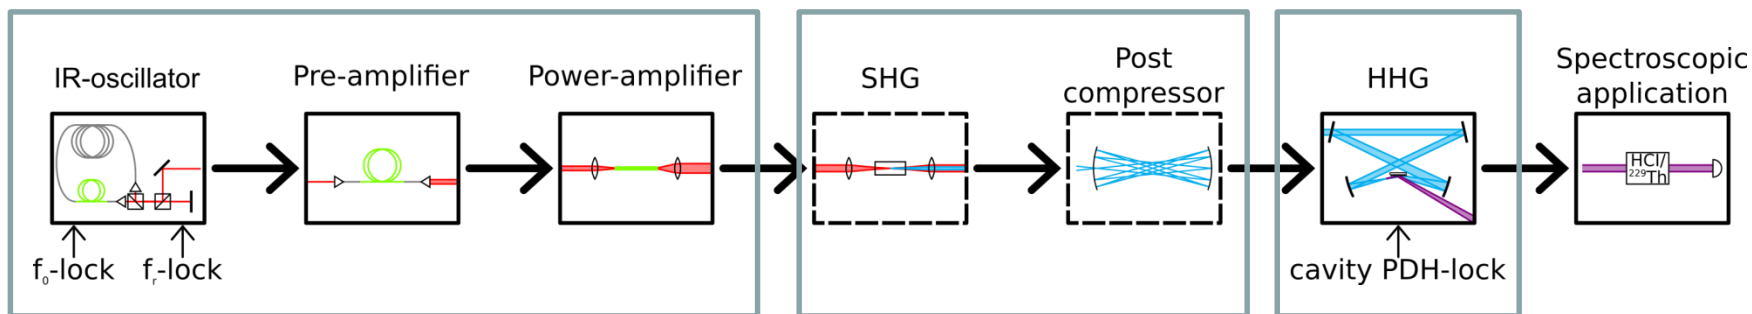 IR-oscillator
Pre-amplifier
Power-amplifier
SHG
Post
compressor
HHG
Spectroscopic
application
HCI/
²²⁹Th
f₀-lock
fᵣ-lock
cavity PDH-lock